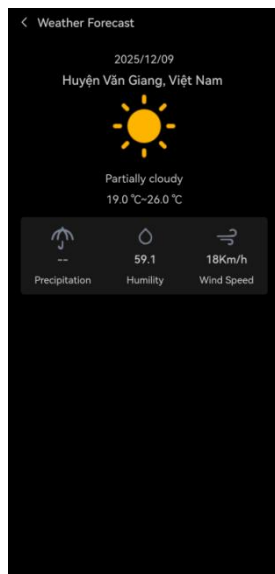 Weather Forecast
2025/12/09
Huyện Văn Giang, Việt Nam
Partially cloudy
19.0 ℃~26.0 ℃
-- 59.1 18Km/h
Precipitation Humility Wind Speed